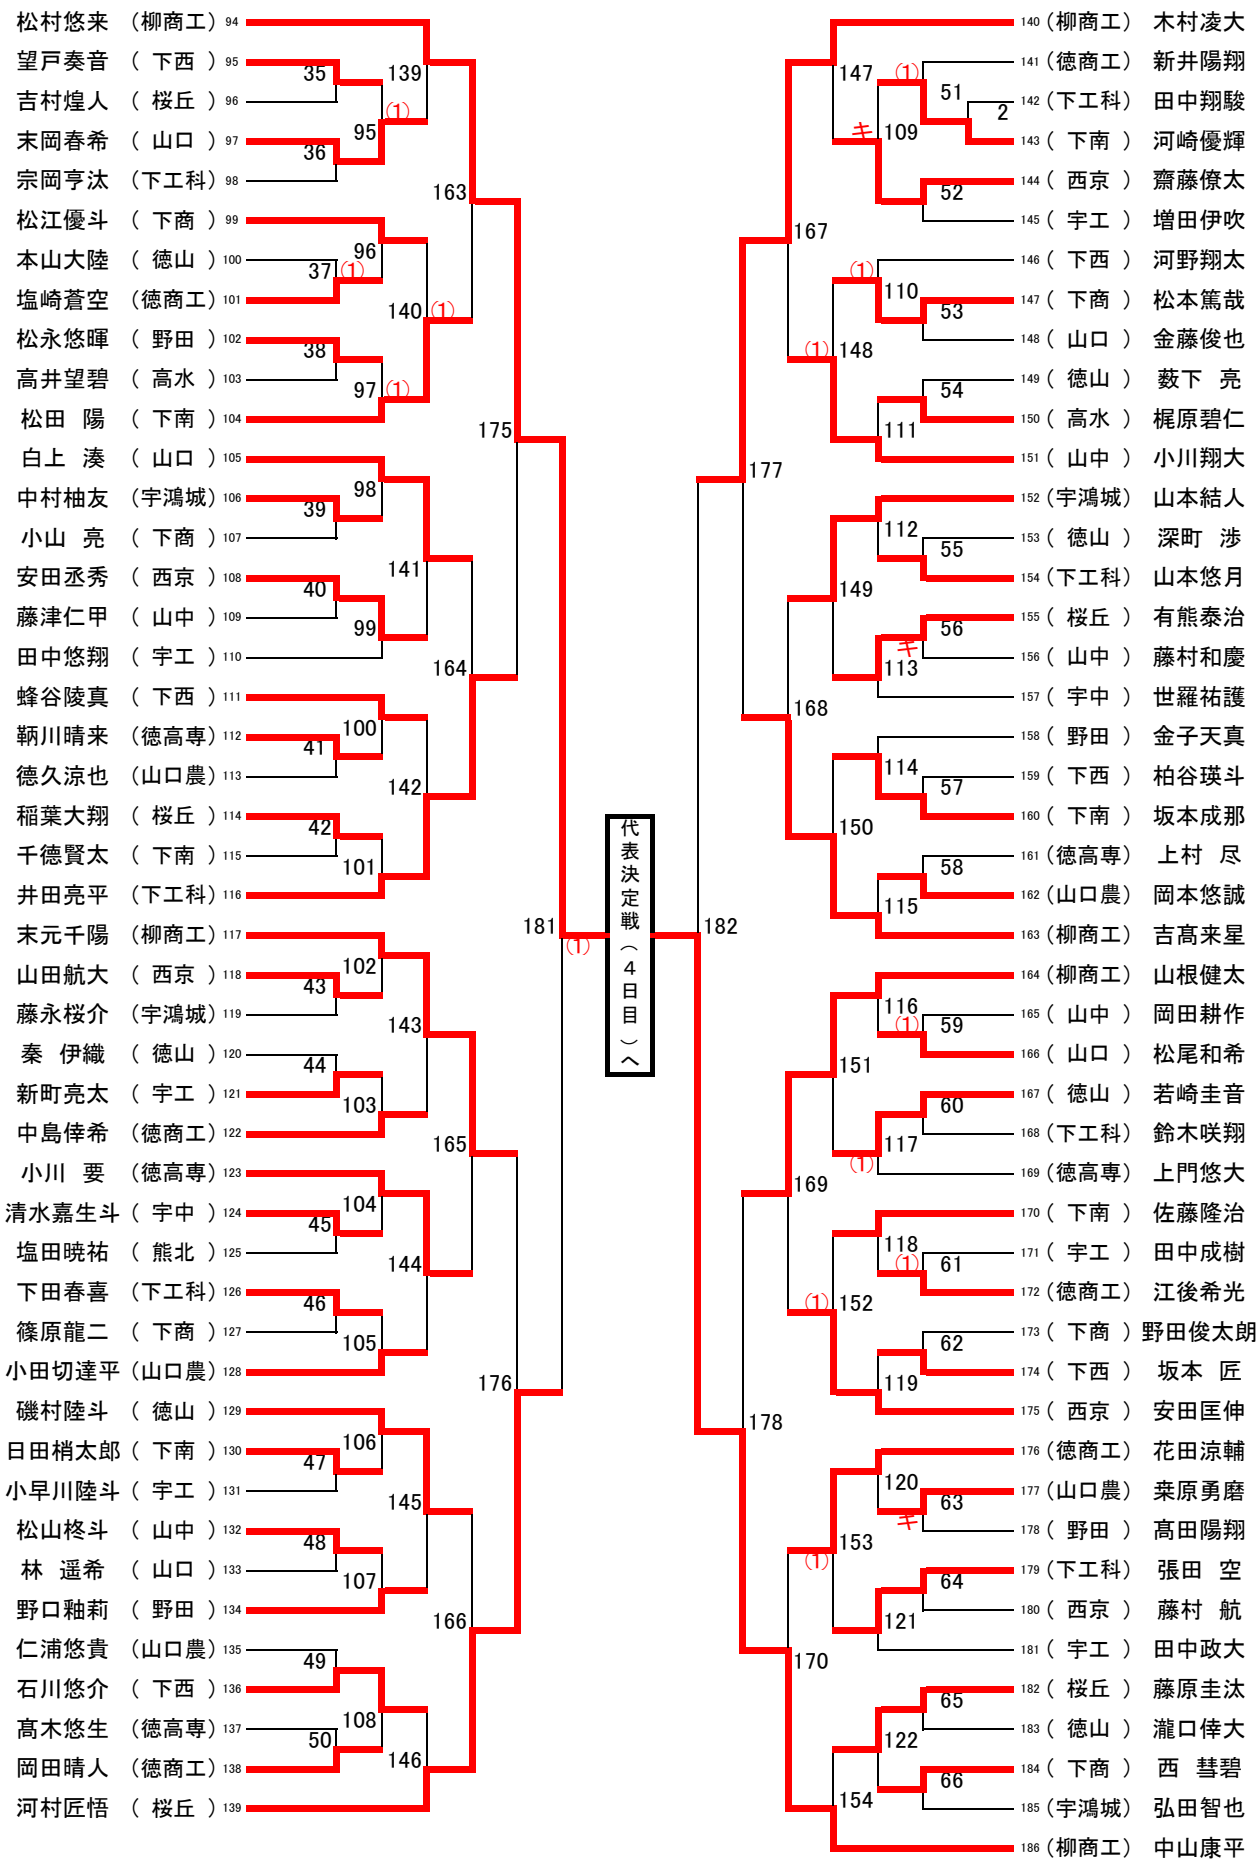 松村悠来 （柳商工） 94
望戸奏音 （ 下西 ） 95
吉村煌人 （ 桜丘 ） 96
末岡春希 （ 山口 ） 97
宗岡亨汰 （下工科） 98
松江優斗 （ 下商 ） 99
本山大陸 （ 徳山 ） 100
塩崎蒼空 （徳商工） 101
松永悠暉 （ 野田 ） 102
高井望碧 （ 高水 ） 103
松田 陽 （ 下南 ） 104
白上 湊 （ 山口 ） 105
中村柚友 （宇鴻城） 106
小山 亮 （ 下商 ） 107
安田丞秀 （ 西京 ） 108
藤津仁甲 （ 山中 ） 109
田中悠翔 （ 宇工 ） 110
蜂谷陵真 （ 下西 ） 111
鞆川晴来 （徳高専） 112
德久涼也 （山口農） 113
稲葉大翔 （ 桜丘 ） 114
千德賢太 （ 下南 ） 115
井田亮平 （下工科） 116
末元千陽 （柳商工） 117
山田航大 （ 西京 ） 118
藤永桜介 （宇鴻城） 119
秦 伊織 （ 徳山 ） 120
新町亮太 （ 宇工 ） 121
中島倖希 （徳商工） 122
小川 要 （徳高専） 123
清水嘉生斗 （ 宇中 ） 124
塩田暁祐 （ 熊北 ） 125
下田春喜 （下工科） 126
篠原龍二 （ 下商 ） 127
小田切達平 （山口農） 128
磯村陸斗 （ 徳山 ） 129
日田梢太郎 （ 下南 ） 130
小早川陸斗 （ 宇工 ） 131
松山柊斗 （ 山中 ） 132
林 遥希 （ 山口 ） 133
野口釉莉 （ 野田 ） 134
仁浦悠貴 （山口農） 135
石川悠介 （ 下西 ） 136
髙木悠生 （徳高専） 137
岡田晴人 （徳商工） 138
河村匠悟 （ 桜丘 ） 139
35
36
37 (1)
38
39
40
41
42
43
44
45
46
47
48
49
50
95 (1)
96
97 (1)
98
99
100
101
102
103
104
105
106
107
108
139
140 (1)
141
142
143
144
145
146
163
164
165
166
175
176
181
(1)
代表決定戦（４日目）へ
182
177
178
167
168
169
170
147
(1) 148
149
150
151
(1) 152
153
(1)
154
キ 109
(1) 110
111
112
113
114
115
116
117
(1)
118
119
120
121
122
(1) 51
2
52
53
54
55
56
キ
57
58
59
(1)
60
61
(1)
62
63
キ
64
65
66
140 （柳商工） 木村凌大
141 （徳商工） 新井陽翔
142 （下工科） 田中翔駿
143 （ 下南 ） 河崎優輝
144 （ 西京 ） 齋藤僚太
145 （ 宇工 ） 増田伊吹
146 （ 下西 ） 河野翔太
147 （ 下商 ） 松本篤哉
148 （ 山口 ） 金藤俊也
149 （ 徳山 ） 薮下 亮
150 （ 高水 ） 梶原碧仁
151 （ 山中 ） 小川翔大
152 （宇鴻城） 山本結人
153 （ 徳山 ） 深町 渉
154 （下工科） 山本悠月
155 （ 桜丘 ） 有熊泰治
156 （ 山中 ） 藤村和慶
157 （ 宇中 ） 世羅祐護
158 （ 野田 ） 金子天真
159 （ 下西 ） 柏谷瑛斗
160 （ 下南 ） 坂本成那
161 （徳高専） 上村 尽
162 （山口農） 岡本悠誠
163 （柳商工） 吉髙来星
164 （柳商工） 山根健太
165 （ 山中 ） 岡田耕作
166 （ 山口 ） 松尾和希
167 （ 徳山 ） 若崎圭音
168 （下工科） 鈴木咲翔
169 （徳高専） 上門悠大
170 （ 下南 ） 佐藤隆治
171 （ 宇工 ） 田中成樹
172 （徳商工） 江後希光
173 （ 下商 ） 野田俊太朗
174 （ 下西 ） 坂本 匠
175 （ 西京 ） 安田匡伸
176 （徳商工） 花田涼輔
177 （山口農） 桒原勇磨
178 （ 野田 ） 髙田陽翔
179 （下工科） 張田 空
180 （ 西京 ） 藤村 航
181 （ 宇工 ） 田中政大
182 （ 桜丘 ） 藤原圭汰
183 （ 徳山 ） 瀧口倖大
184 （ 下商 ） 西 彗碧
185 （宇鴻城） 弘田智也
186 （柳商工） 中山康平